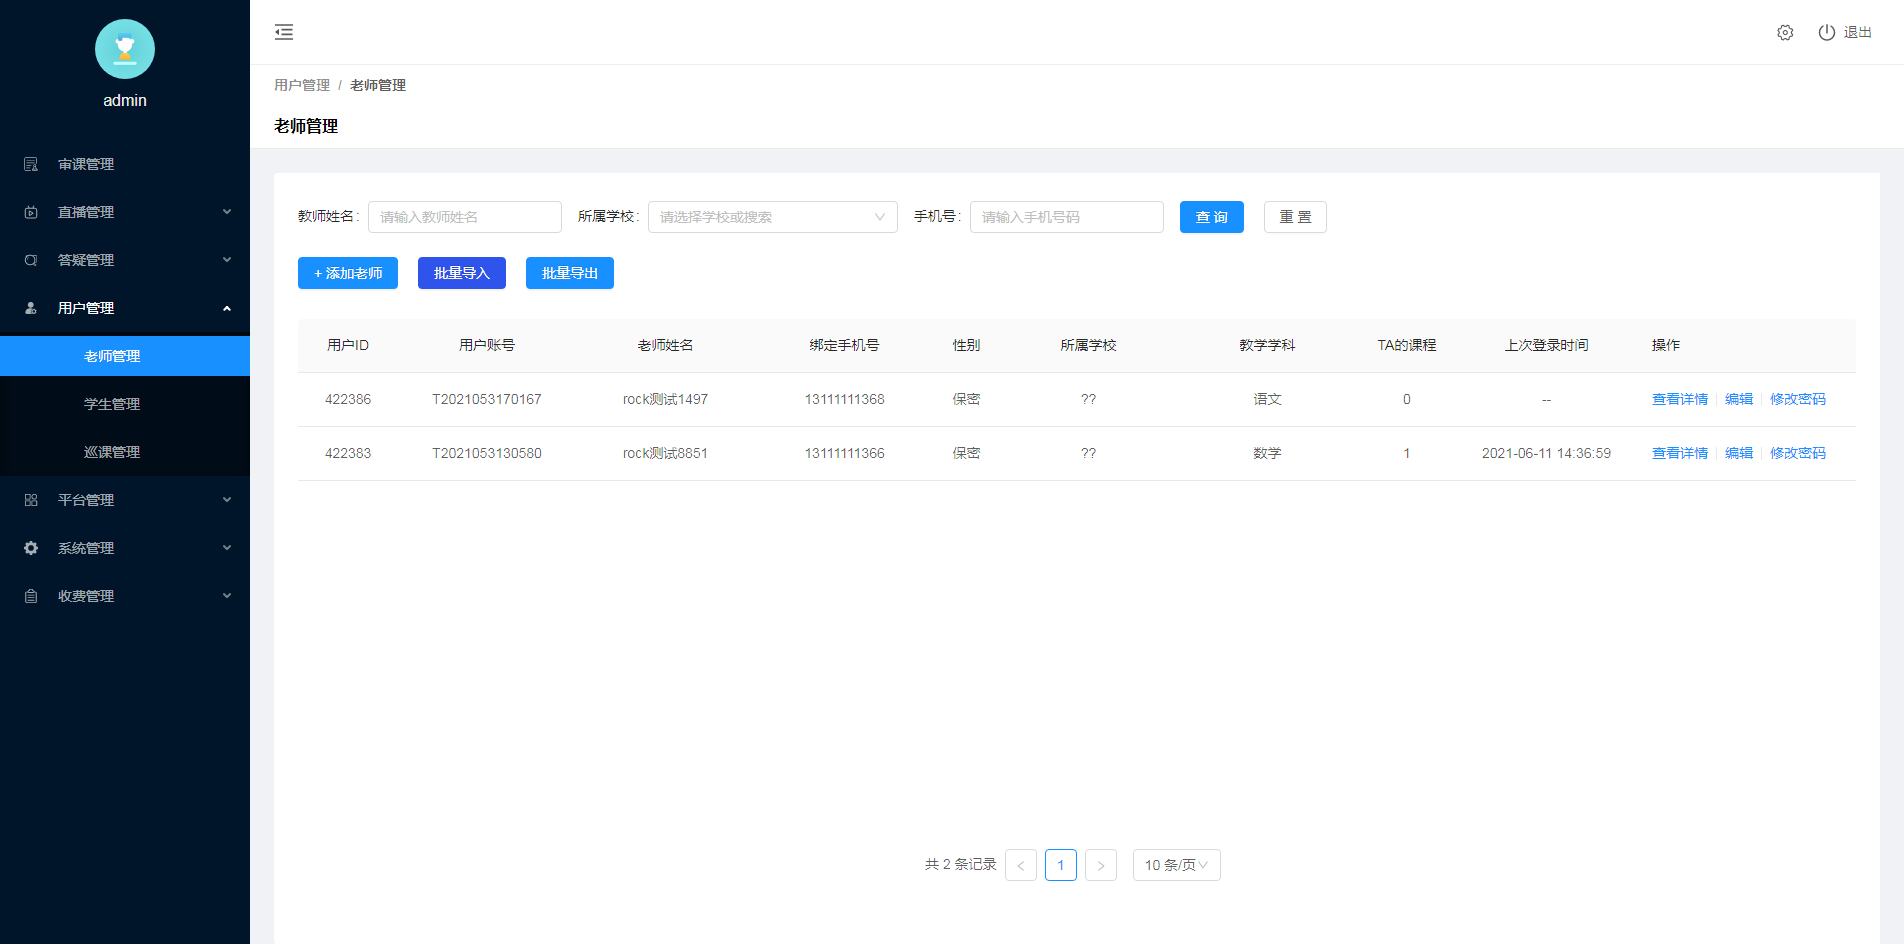 admin
审课管理
直播管理
答疑管理
用户管理
老师管理
学生管理
巡课管理
平台管理
系统管理
收费管理
退出
用户管理 / 老师管理
老师管理
教师姓名: 请输入教师姓名 所属学校: 请选择学校或搜索 手机号: 请输入手机号码 查 询 重 置
+ 添加老师 批量导入 批量导出
用户ID 用户账号 老师姓名 绑定手机号 性别 所属学校 教学学科 TA的课程 上次登录时间 操作
422386 T2021053170167 rock测试1497 13111111368 保密 ?? 语文 0 -- 查看详情 编辑 修改密码
422383 T2021053130580 rock测试8851 13111111366 保密 ?? 数学 1 2021-06-11 14:36:59 查看详情 编辑 修改密码
共 2 条记录 < 1 > 10 条/页